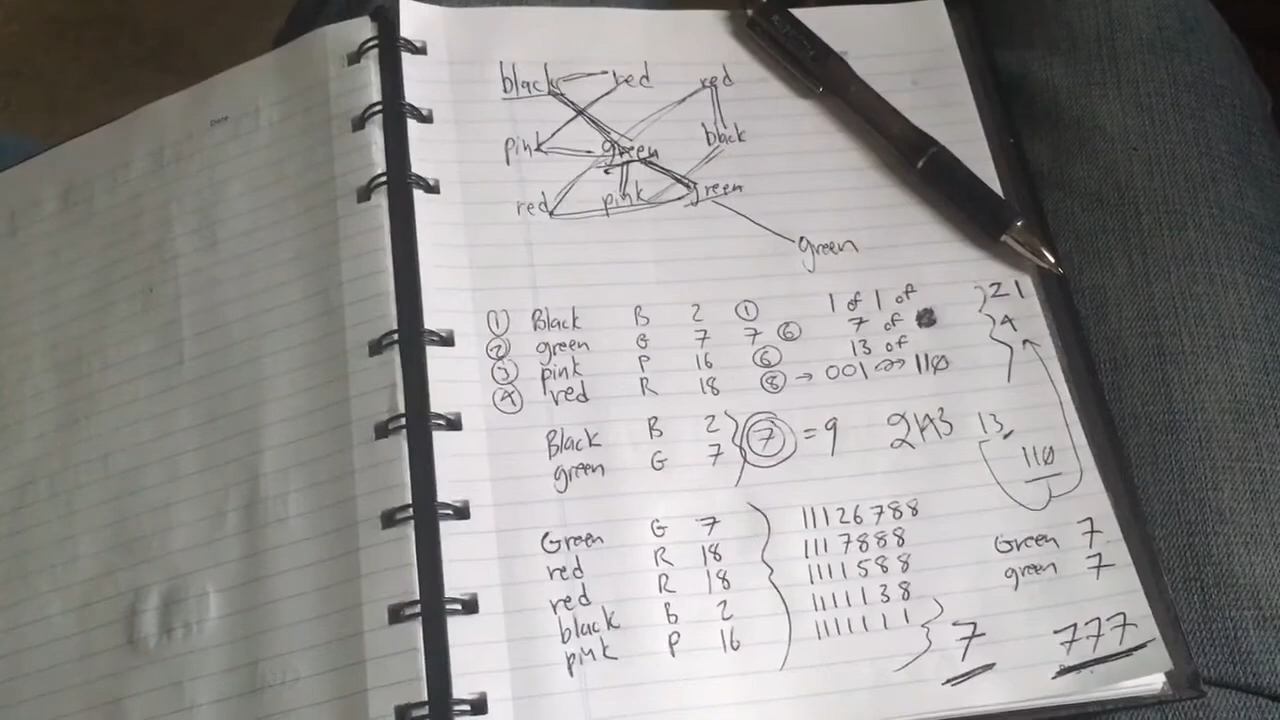 Date
black red red
pink green black
red pink green
green
1 Black B 2 1 1 of 1 of } 21
2 green G 7 7 6 7 of 4
3 pink P 16 6 13 of
4 red R 18 8 → 001 ↔ 110
Black B 2 } 7 = 9 13.
green G 7 110
Green G 7 11126788
red R 18 1117888 Green 7
red R 18 1111588 green 7
black B 2 1111138
pink P 16 1111111 } 7 777